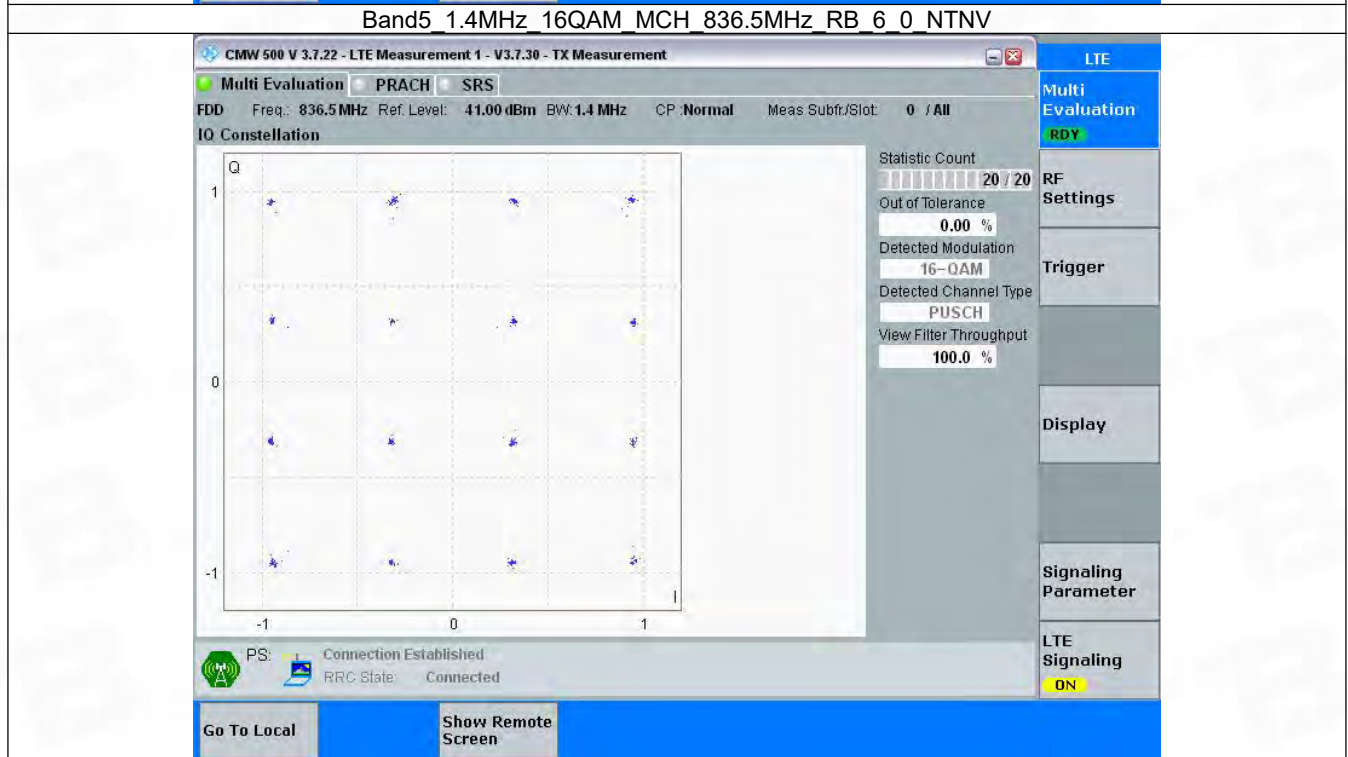 Band5_1.4MHz_16QAM_MCH_836.5MHz_RB_6_0_NTNV
CMW 500 V 3.7.22 - LTE Measurement 1 - V3.7.30 - TX Measurement
LTE
Multi Evaluation PRACH SRS
FDD Freq.: 836.5 MHz Ref. Level: 41.00 dBm BW: 1.4 MHz CP :Normal Meas Subfr./Slot: 0 / All
IQ Constellation
Q
1
0
-1
-1 0 1
I
Statistic Count
20 / 20
Out of Tolerance
0.00 %
Detected Modulation
16-QAM
Detected Channel Type
PUSCH
View Filter Throughput
100.0 %
Multi
Evaluation
RDY
RF
Settings
Trigger
Display
Signaling
Parameter
LTE
Signaling
ON
PS: Connection Established
RRC State: Connected
Go To Local
Show Remote
Screen